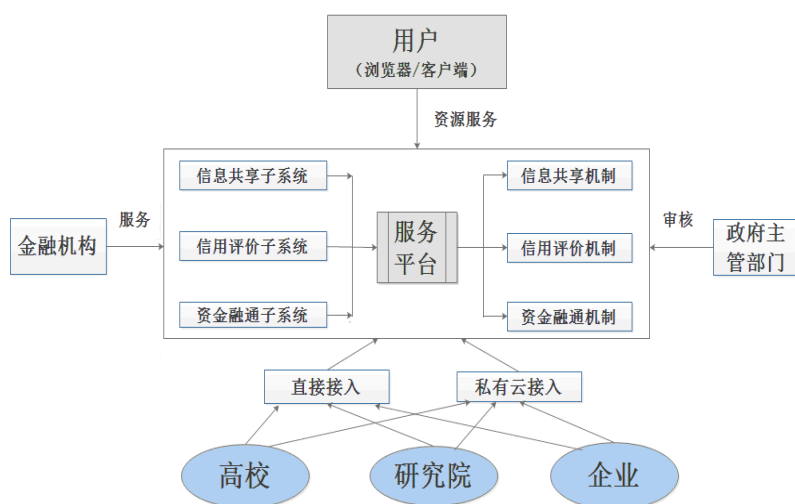 用户
（浏览器/客户端）
资源服务
信息共享子系统
信息共享机制
金融机构
服务
信用评价子系统
服务
平台
信用评价机制
审核
政府主
管部门
资金融通子系统
资金融通机制
直接接入
私有云接入
高校
研究院
企业